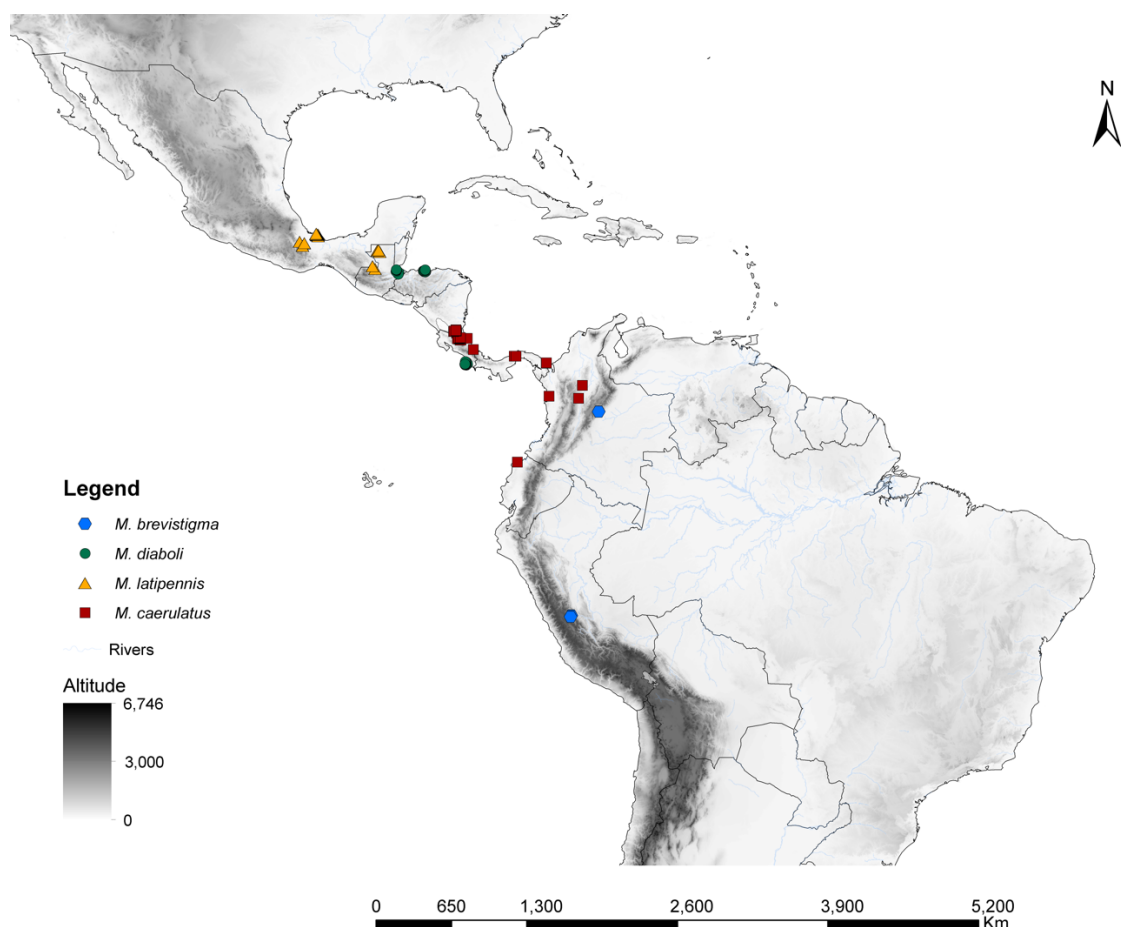 N
Legend
M. brevistigma
M. diaboli
M. latipennis
M. caerulatus
Rivers
Altitude
6,746
3,000
0
0 650 1,300 2,600 3,900 5,200
Km